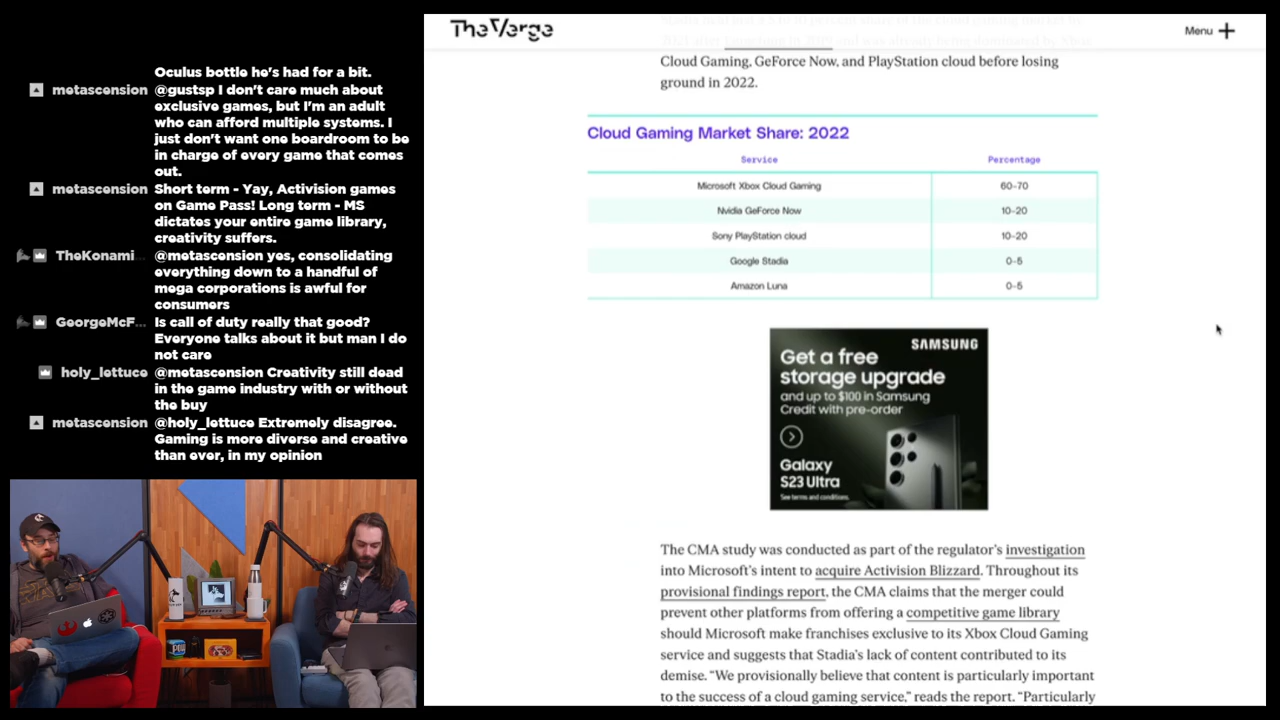 Oculus bottle he's had for a bit.
metascension @gustsp I don't care much about
exclusive games, but I'm an adult
who can afford multiple systems. I
just don't want one boardroom to be
in charge of every game that comes
out.
metascension Short term - Yay, Activision games
on Game Pass! Long term - MS
dictates your entire game library,
creativity suffers.
TheKonami... @metascension yes, consolidating
everything down to a handful of
mega corporations is awful for
consumers
GeorgeMcF... Is call of duty really that good?
Everyone talks about it but man I do
not care
holy_lettuce @metascension Creativity still dead
in the game industry with or without
the buy
metascension @holy_lettuce Extremely disagree.
Gaming is more diverse and creative
than ever, in my opinion
The Verge
Menu
Cloud Gaming, GeForce Now, and PlayStation cloud before losing
ground in 2022.
Cloud Gaming Market Share: 2022
Service Percentage
Microsoft Xbox Cloud Gaming 60-70
Nvidia GeForce Now 10-20
Sony PlayStation cloud 10-20
Google Stadia 0-5
Amazon Luna 0-5
SAMSUNG
Get a free
storage upgrade
and up to $100 in Samsung
Credit with pre-order
Galaxy
S23 Ultra
See terms and conditions.
The CMA study was conducted as part of the regulator's investigation
into Microsoft's intent to acquire Activision Blizzard. Throughout its
provisional findings report, the CMA claims that the merger could
prevent other platforms from offering a competitive game library
should Microsoft make franchises exclusive to its Xbox Cloud Gaming
service and suggests that Stadia's lack of content contributed to its
demise. "We provisionally believe that content is particularly important
to the success of a cloud gaming service," reads the report. "Particularly